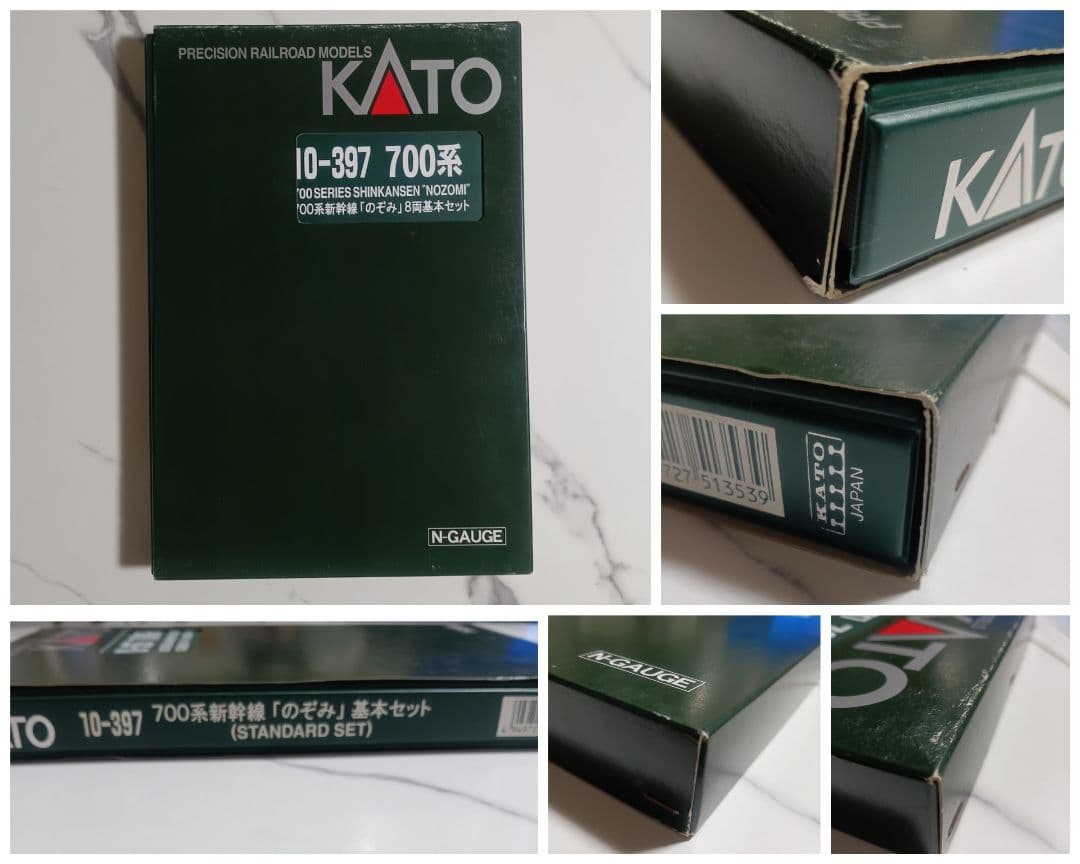 PRECISION RAILROAD MODELS
KATO
10-397 700系
700 SERIES SHINKANSEN "NOZOMI"
700系新幹線「のぞみ」8両基本セット
N-GAUGE
KATO
727 513539
KATO
JAPAN
ATO
10-397 700系新幹線「のぞみ」基本セット
(STANDARD SET)
N-GAUGE